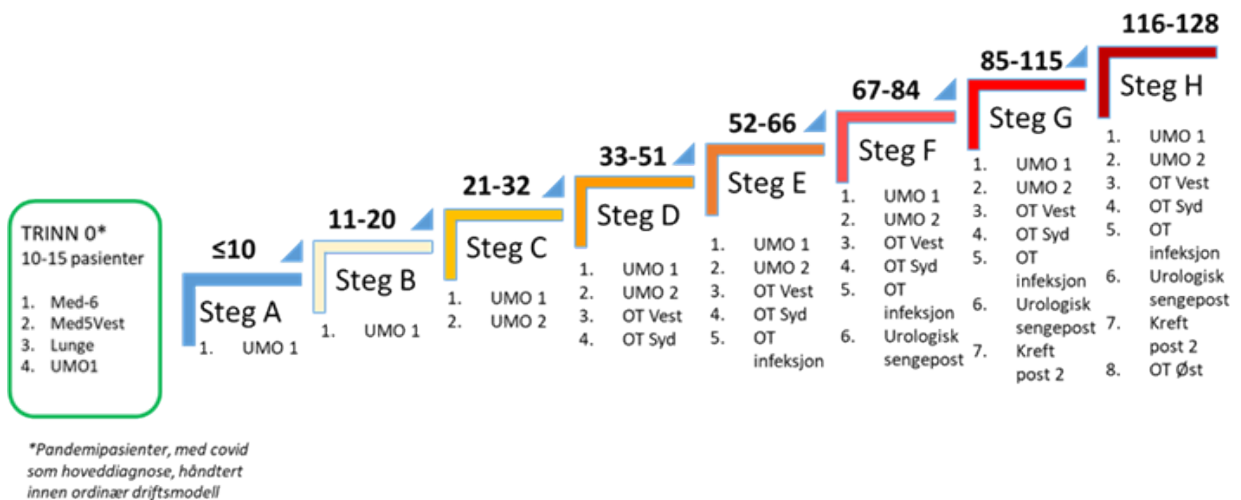 TRINN 0*
10-15 pasienter
1. Med-6
2. Med5Vest
3. Lunge
4. UMO1
*Pandemipasienter, med covid
som hoveddiagnose, håndtert
innen ordinær driftsmodell
≤10
Steg A
1. UMO 1
11-20
Steg B
1. UMO 1
21-32
Steg C
1. UMO 1
2. UMO 2
33-51
Steg D
1. UMO 1
2. UMO 2
3. OT Vest
4. OT Syd
52-66
Steg E
1. UMO 1
2. UMO 2
3. OT Vest
4. OT Syd
5. OT
infeksjon
67-84
Steg F
1. UMO 1
2. UMO 2
3. OT Vest
4. OT Syd
5. OT
infeksjon
6. Urologisk
sengepost
85-115
Steg G
1. UMO 1
2. UMO 2
3. OT Vest
4. OT Syd
5. OT
infeksjon
6. Urologisk
sengepost
7. Kreft
post 2
116-128
Steg H
1. UMO 1
2. UMO 2
3. OT Vest
4. OT Syd
5. OT
infeksjon
6. Urologisk
sengepost
7. Kreft
post 2
8. OT Øst